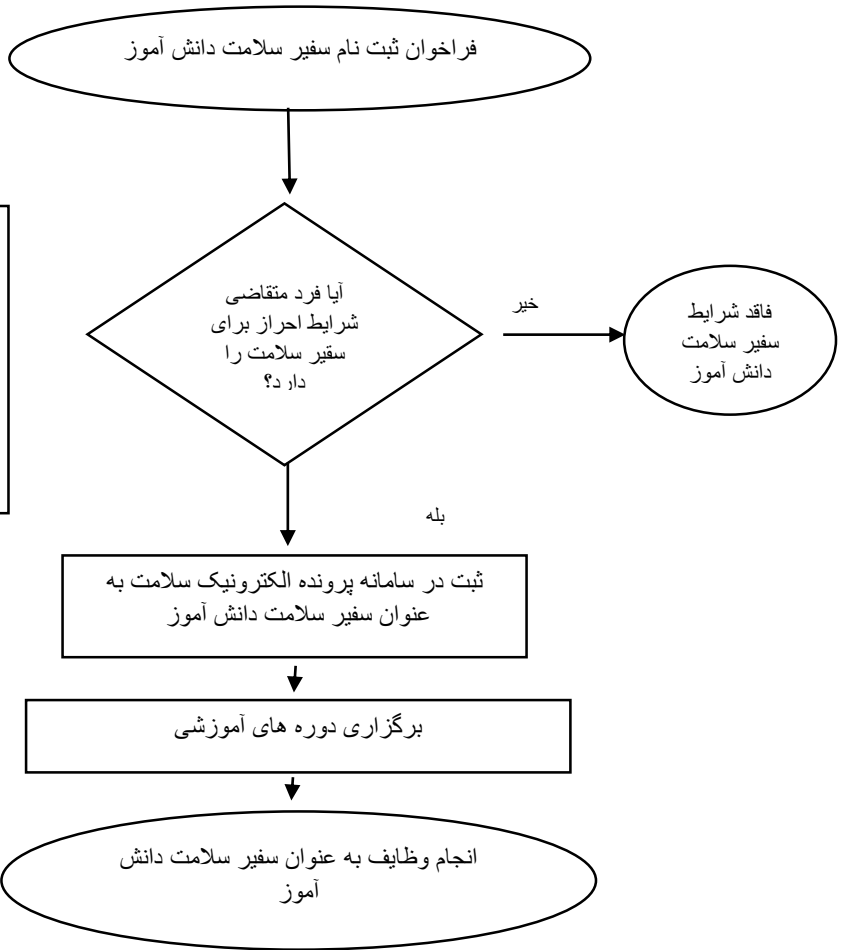 فراخوان ثبت نام سفیر سلامت دانش آموز
آیا فرد متقاضی
شرایط احراز برای
سقیر سلامت را
دارد؟
خیر
فاقد شرایط
سفیر سلامت
دانش آموز
بله
ثبت در سامانه پرونده الکترونیک سلامت به
عنوان سفیر سلامت دانش آموز
برگزاری دوره های آموزشی
انجام وظایف به عنوان سفیر سلامت دانش
آموز